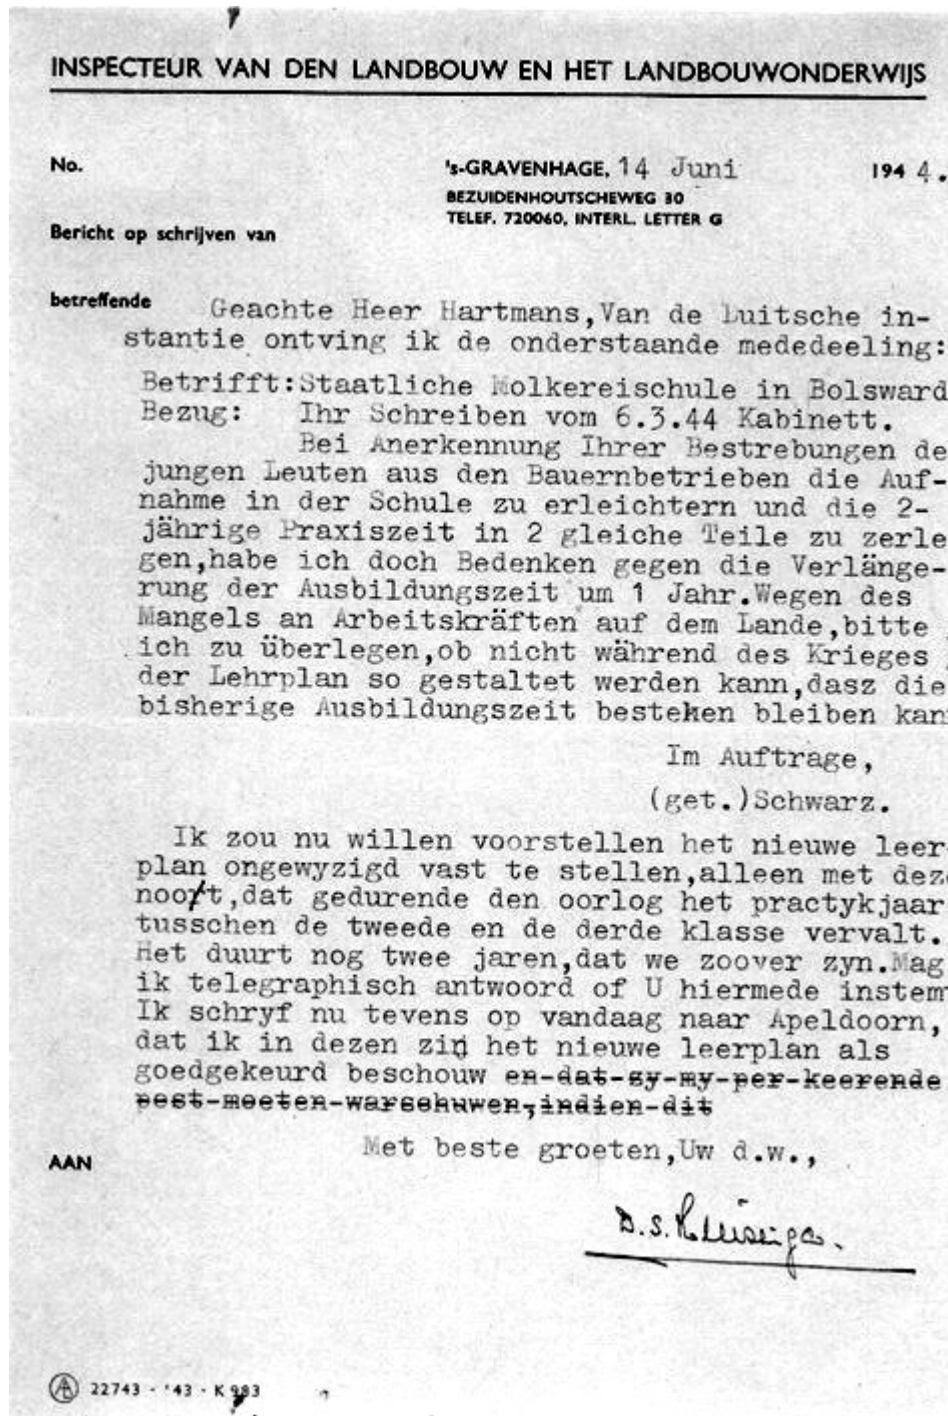 INSPECTEUR VAN DEN LANDBOUW EN HET LANDBOUWONDERWIJS
No. 's-GRAVENHAGE, 14 Juni 194 4.
BEZUIDENHOUTSCHEWEG 30
TELEF. 720060, INTERL. LETTER G
Bericht op schrijven van
betreffende Geachte Heer Hartmans,Van de Duitsche in-
stantie ontving ik de onderstaande mededeeling:
Betrifft:Staatliche Molkereischule in Bolsward
Bezug: Ihr Schreiben vom 6.3.44 Kabinett.
Bei Anerkennung Ihrer Bestrebungen de
jungen Leuten aus den Bauernbetrieben die Auf-
nahme in der Schule zu erleichtern und die 2-
jährige Praxiszeit in 2 gleiche Teile zu zerle
gen,habe ich doch Bedenken gegen die Verlänge-
rung der Ausbildungszeit um 1 Jahr.Wegen des
Mangels an Arbeitskräften auf dem Lande,bitte
ich zu überlegen,ob nicht während des Krieges
der Lehrplan so gestaltet werden kann,dasz die
bisherige Ausbildungszeit bestehen bleiben kan
Im Auftrage,
(get.)Schwarz.
Ik zou nu willen voorstellen het nieuwe leer
plan ongewyzigd vast te stellen,alleen met deze
noot,dat gedurende den oorlog het practykjaar
tusschen de tweede en de derde klasse vervalt.
Het duurt nog twee jaren,dat we zoover zyn.Mag
ik telegraphisch antwoord of U hiermede instem
Ik schryf nu tevens op vandaag naar Apeldoorn,
dat ik in dezen zin het nieuwe leerplan als
goedgekeurd beschouw en-dat-gy-my-per-keerende
post-moeten-warschuwen,indien-dit
Met beste groeten,Uw d.w.,
AAN
D.S. Huizinga.
22743 - '43 - K 983